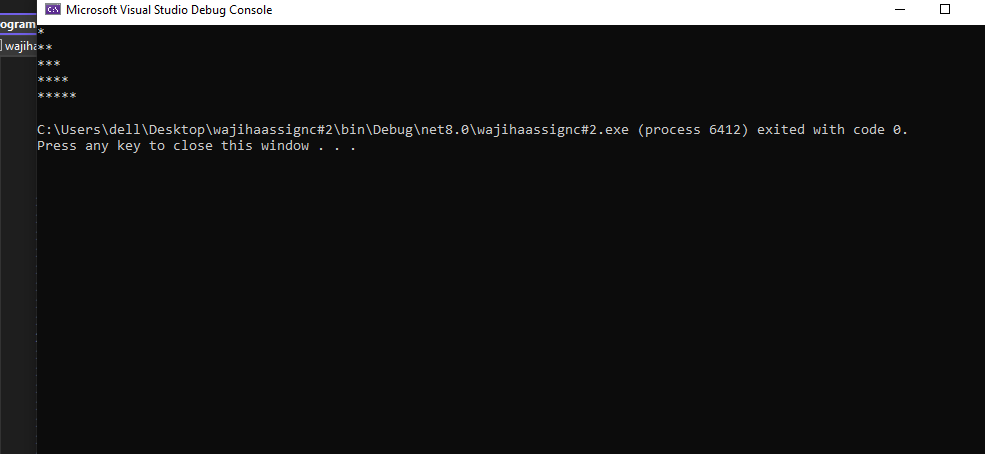 Microsoft Visual Studio Debug Console
ogram
wajiha
*
**
***
****
*****
C:\Users\dell\Desktop\wajihaassignc#2\bin\Debug\net8.0\wajihaassignc#2.exe (process 6412) exited with code 0.
Press any key to close this window . . .